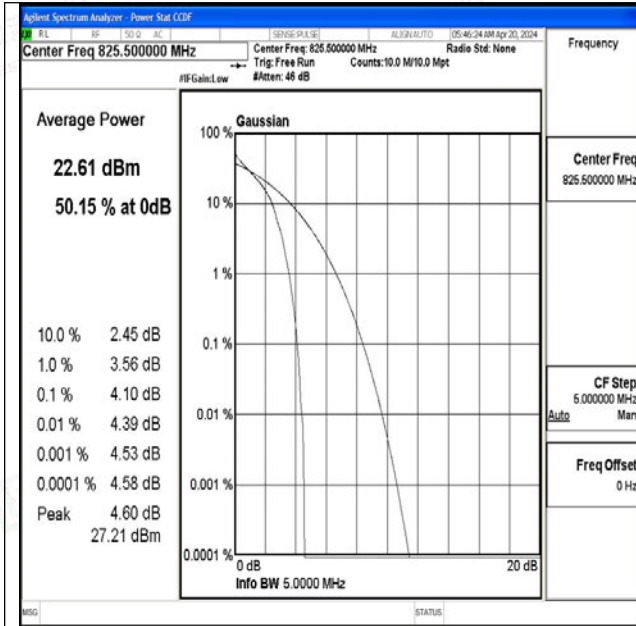 Agilent Spectrum Analyzer - Power Stat CCDF
RL RF 50 Ω AC SENSE:PULSE ALIGNAUTO 05:46:24 AM Apr 20, 2024
Center Freq 825.500000 MHz
Center Freq: 825.500000 MHz Radio Std: None
Trig: Free Run Counts:10.0 M/10.0 Mpt
#IFGain:Low #Atten: 46 dB
Frequency
Average Power
22.61 dBm
50.15 % at 0dB
10.0 % 2.45 dB
1.0 % 3.56 dB
0.1 % 4.10 dB
0.01 % 4.39 dB
0.001 % 4.53 dB
0.0001 % 4.58 dB
Peak 4.60 dB
27.21 dBm
Gaussian
100 %
10 %
1 %
0.1 %
0.01 %
0.001 %
0.0001 %
0 dB 20 dB
Info BW 5.0000 MHz
Center Freq
825.500000 MHz
CF Step
5.000000 MHz
Auto Man
Freq Offset
0 Hz
MSG STATUS